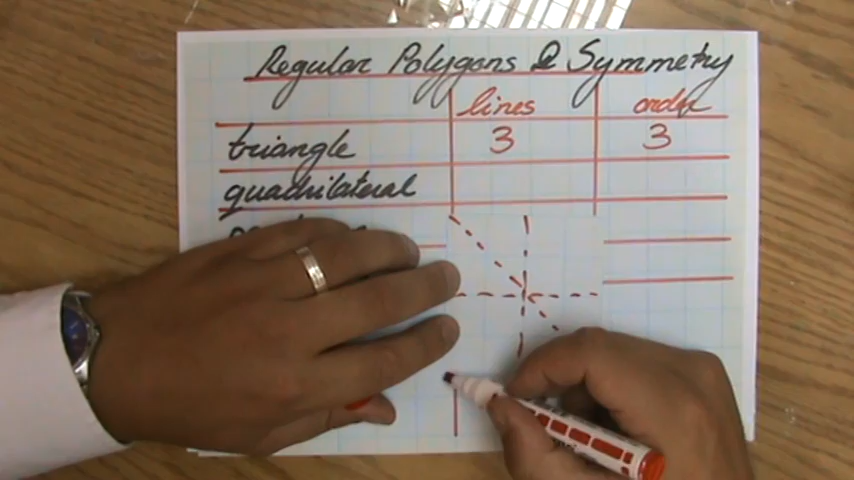 Regular Polygons & Symmetry
lines order
triangle 3 3
quadrilateral